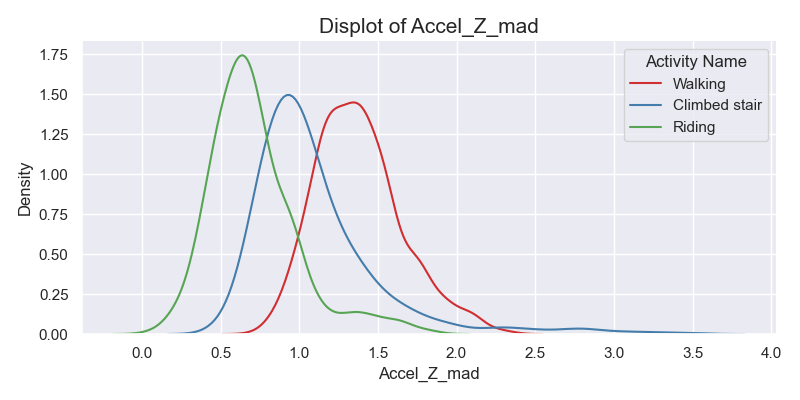 Displot of Accel_Z_mad
Activity Name
Walking
Climbed stair
Riding
Density
1.75
1.50
1.25
1.00
0.75
0.50
0.25
0.00
0.0 0.5 1.0 1.5 2.0 2.5 3.0 3.5 4.0
Accel_Z_mad